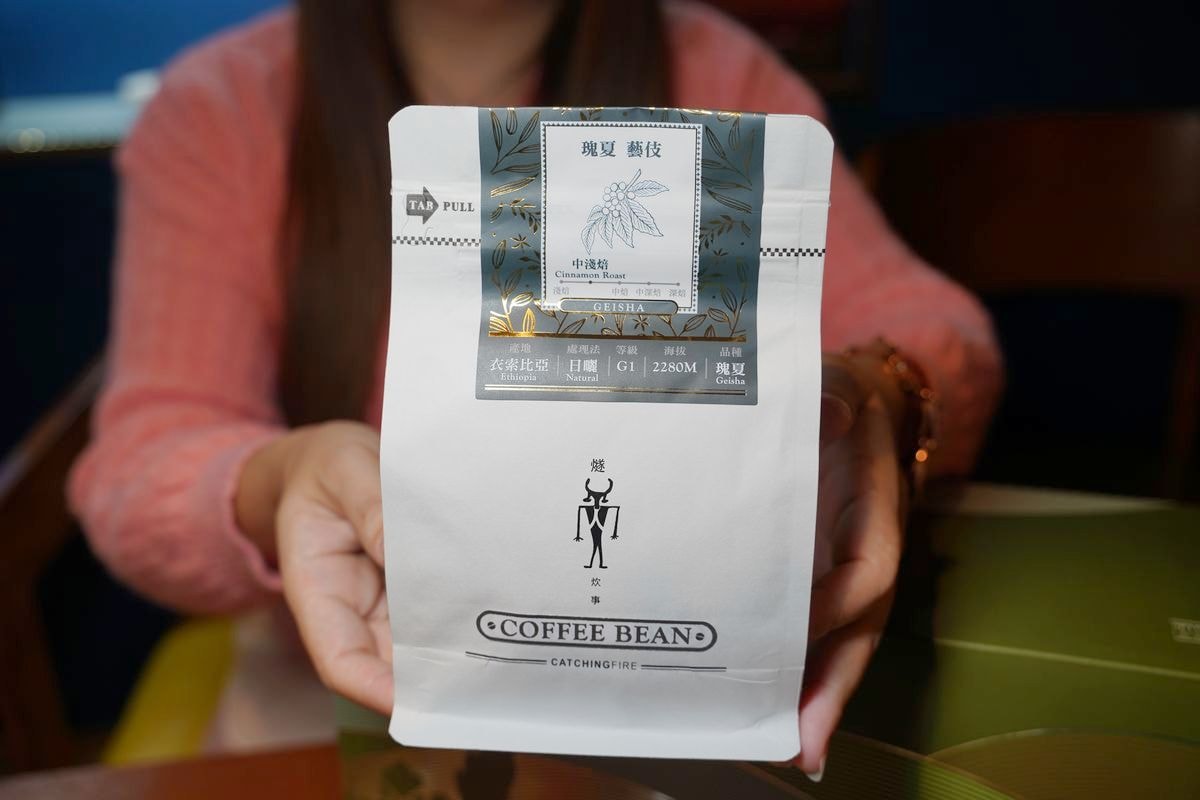 瑰夏 藝伎
TAB PULL
中淺焙
Cinnamon Roast
淺焙 中焙 中深焙 深焙
GEISHA
產地 處理法 等級 海拔 品種
衣索比亞 日曬 G1 2280M 瑰夏
Ethiopia Natural Geisha
燧
炊
事
COFFEE BEAN
CATCHINGFIRE